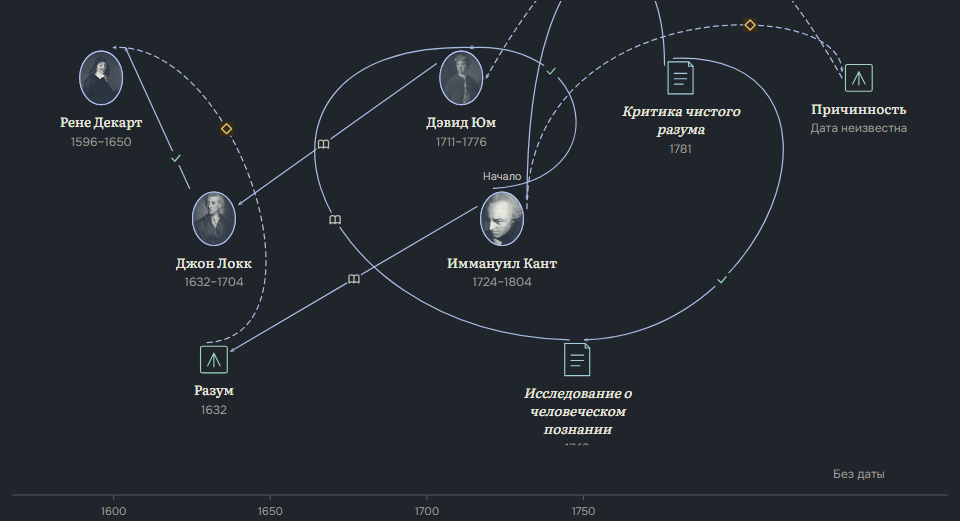 Рене Декарт
1596–1650
Дэвид Юм
1711–1776
Критика чистого
разума
1781
Причинность
Дата неизвестна
Начало
Джон Локк
1632–1704
Иммануил Кант
1724–1804
Разум
1632
Исследование о
человеческом
познании
Без даты
1600
1650
1700
1750